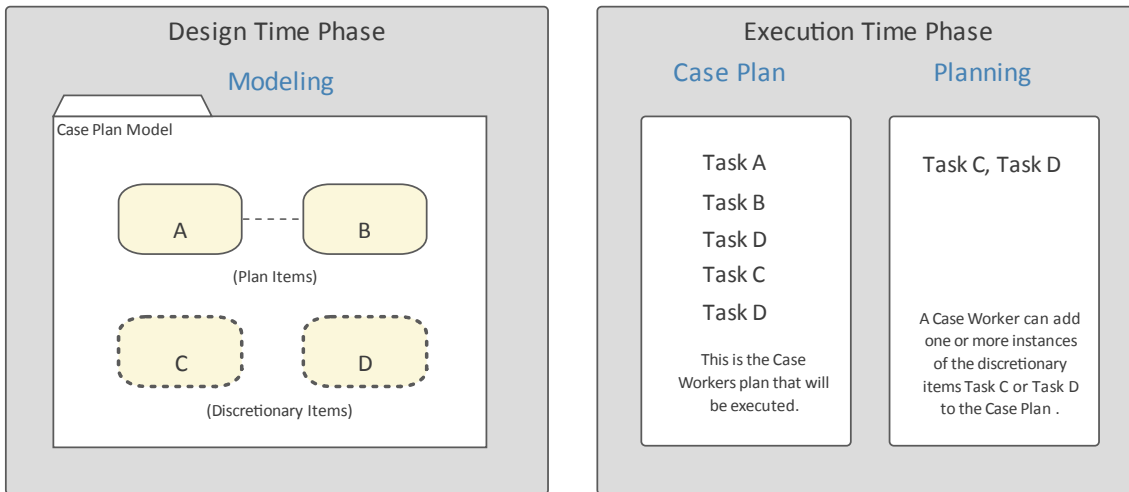 Design Time Phase
Modeling
Case Plan Model
A
B
(Plan Items)
C
D
(Discretionary Items)
Execution Time Phase
Case Plan
Task A
Task B
Task D
Task C
Task D
This is the Case
Workers plan that will
be executed.
Planning
Task C, Task D
A Case Worker can add
one or more instances
of the discretionary
items Task C or Task D
to the Case Plan .